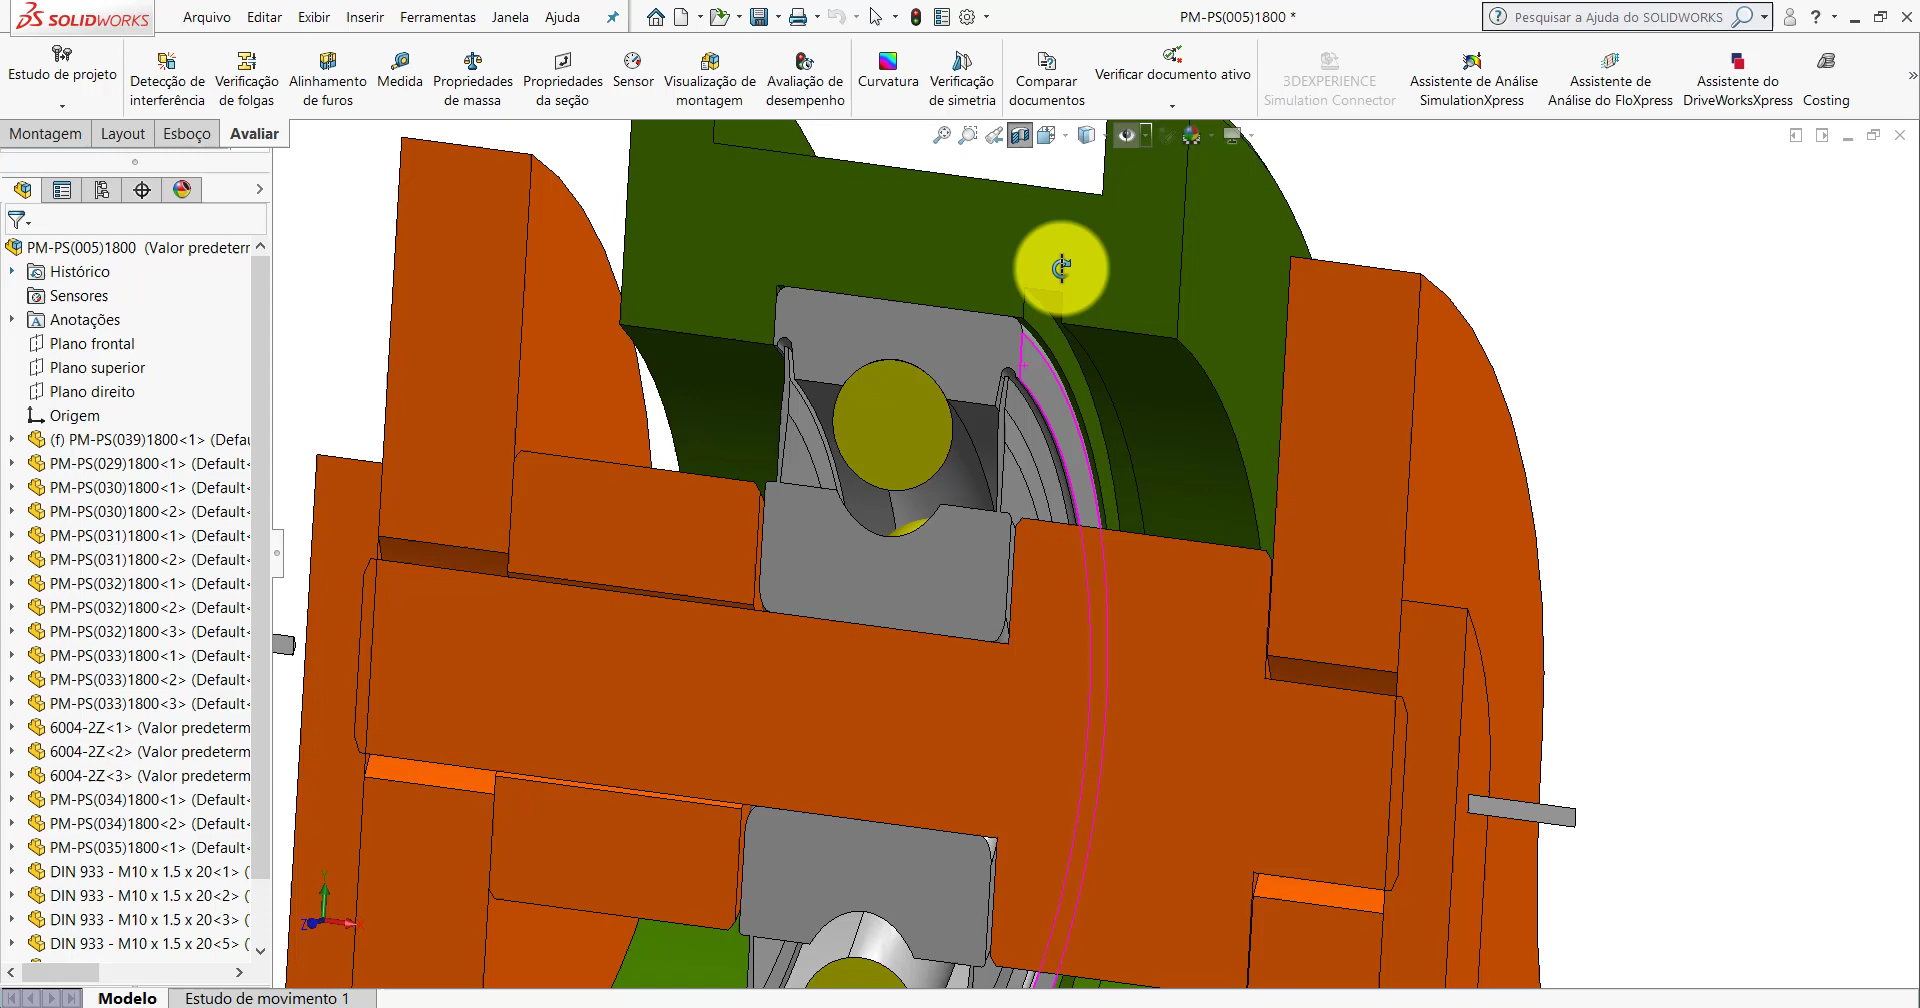 SOLIDWORKS
Arquivo
Editar
Exibir
Inserir
Ferramentas
Janela
Ajuda
PM-PS(005)1800 *
Pesquisar a Ajuda do SOLIDWORKS
Estudo de projeto
Detecção de
interferência
Verificação
de folgas
Alinhamento
de furos
Medida
Propriedades
de massa
Propriedades
da seção
Sensor
Visualização de
montagem
Avaliação de
desempenho
Curvatura
Verificação
de simetria
Comparar
documentos
Verificar documento ativo
3DEXPERIENCE
Simulation Connector
Assistente de Análise
SimulationXpress
Assistente de
Análise do FloXpress
Assistente do
DriveWorksXpress
Costing
Montagem
Layout
Esboço
Avaliar
PM-PS(005)1800 (Valor predeterr
Histórico
Sensores
Anotações
Plano frontal
Plano superior
Plano direito
Origem
(f) PM-PS(039)1800<1> (Defau
PM-PS(029)1800<1> (Default<
PM-PS(030)1800<1> (Default<
PM-PS(030)1800<2> (Default<
PM-PS(031)1800<1> (Default<
PM-PS(031)1800<2> (Default<
PM-PS(032)1800<1> (Default<
PM-PS(032)1800<2> (Default<
PM-PS(032)1800<3> (Default<
PM-PS(033)1800<1> (Default<
PM-PS(033)1800<2> (Default<
PM-PS(033)1800<3> (Default<
6004-2Z<1> (Valor predeterm
6004-2Z<2> (Valor predeterm
6004-2Z<3> (Valor predeterm
PM-PS(034)1800<1> (Default<
PM-PS(034)1800<2> (Default<
PM-PS(035)1800<1> (Default<
DIN 933 - M10 x 1.5 x 20<1> (
DIN 933 - M10 x 1.5 x 20<2> (
DIN 933 - M10 x 1.5 x 20<3> (
DIN 933 - M10 x 1.5 x 20<5> (
Y
Z
Modelo
Estudo de movimento 1